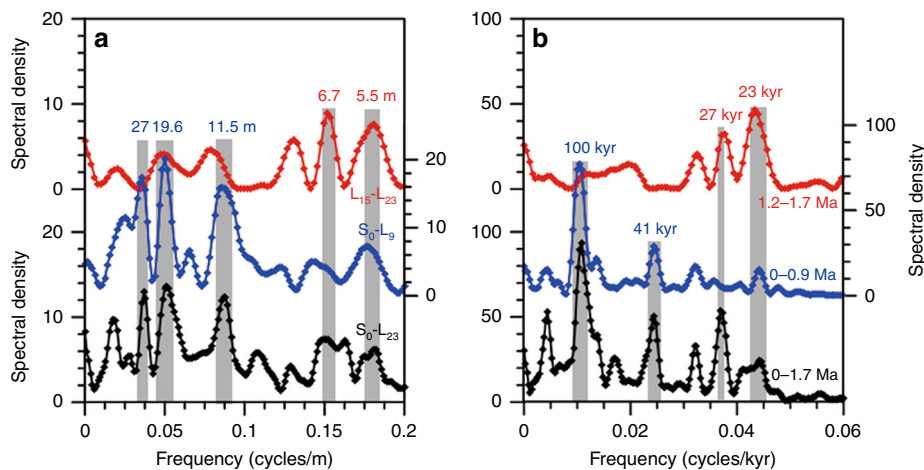 a
20
10
0
20
10
0
Spectral density
Spectral density
27 19.6 11.5 m 6.7 5.5 m
20
10
0
L15-L23
S0-L9
S0-L23
0 0.05 0.10 0.15 0.2
Frequency (cycles/m)
b
100
50
0
100
50
0
100 kyr
41 kyr
27 kyr
23 kyr
100
50
0
Spectral density
1.2–1.7 Ma
0–0.9 Ma
0–1.7 Ma
0 0.02 0.04 0.06
Frequency (cycles/kyr)